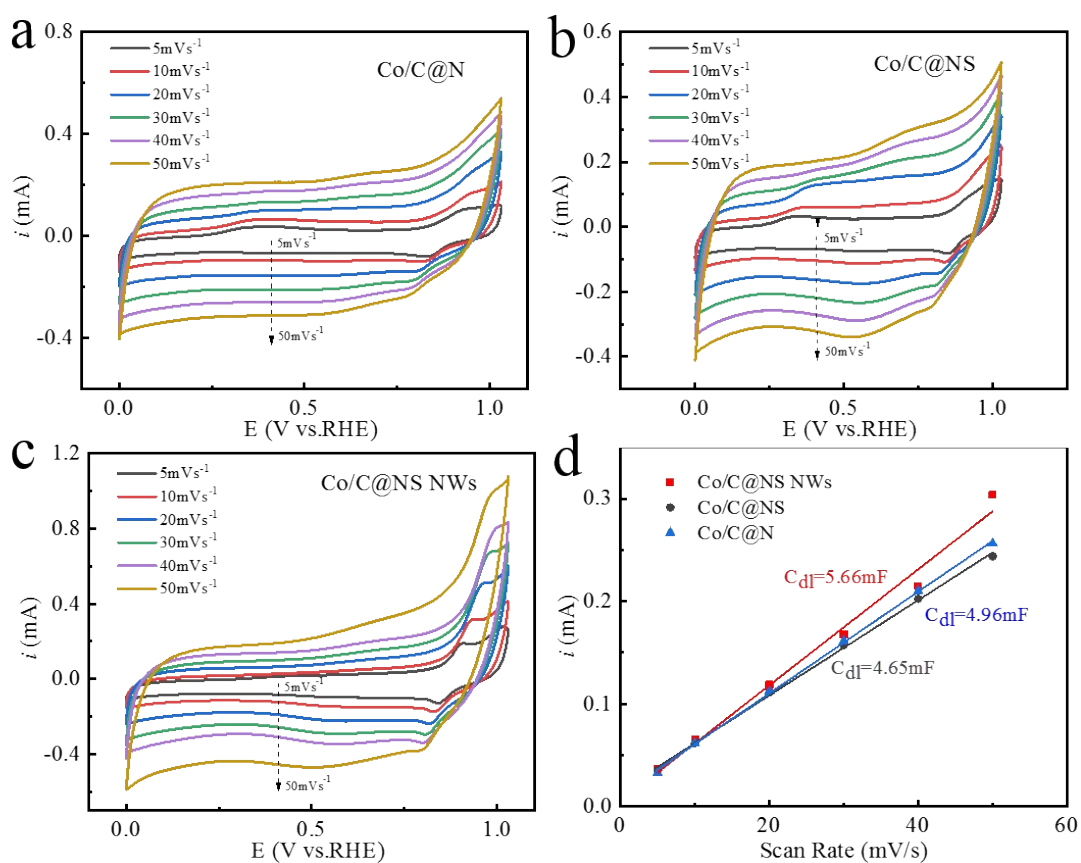 a
0.8
0.4
0.0
-0.4
i (mA)
5mVs-1
10mVs-1
20mVs-1
30mVs-1
40mVs-1
50mVs-1
Co/C@N
5mVs-1
50mVs-1
0.0
0.5
1.0
E (V vs.RHE)
b
0.6
0.4
0.2
0.0
-0.2
-0.4
i (mA)
5mVs-1
10mVs-1
20mVs-1
30mVs-1
40mVs-1
50mVs-1
Co/C@NS
5mVs-1
50mVs-1
0.0
0.5
1.0
E (V vs.RHE)
c
1.2
0.8
0.4
0.0
-0.4
i (mA)
5mVs-1
10mVs-1
20mVs-1
30mVs-1
40mVs-1
50mVs-1
Co/C@NS NWs
5mVs-1
50mVs-1
0.0
0.5
1.0
E (V vs.RHE)
d
0.3
0.2
0.1
0.0
i (mA)
Co/C@NS NWs
Co/C@NS
Co/C@N
Cdl=5.66mF
Cdl=4.96mF
Cdl=4.65mF
0
20
40
60
Scan Rate (mV/s)